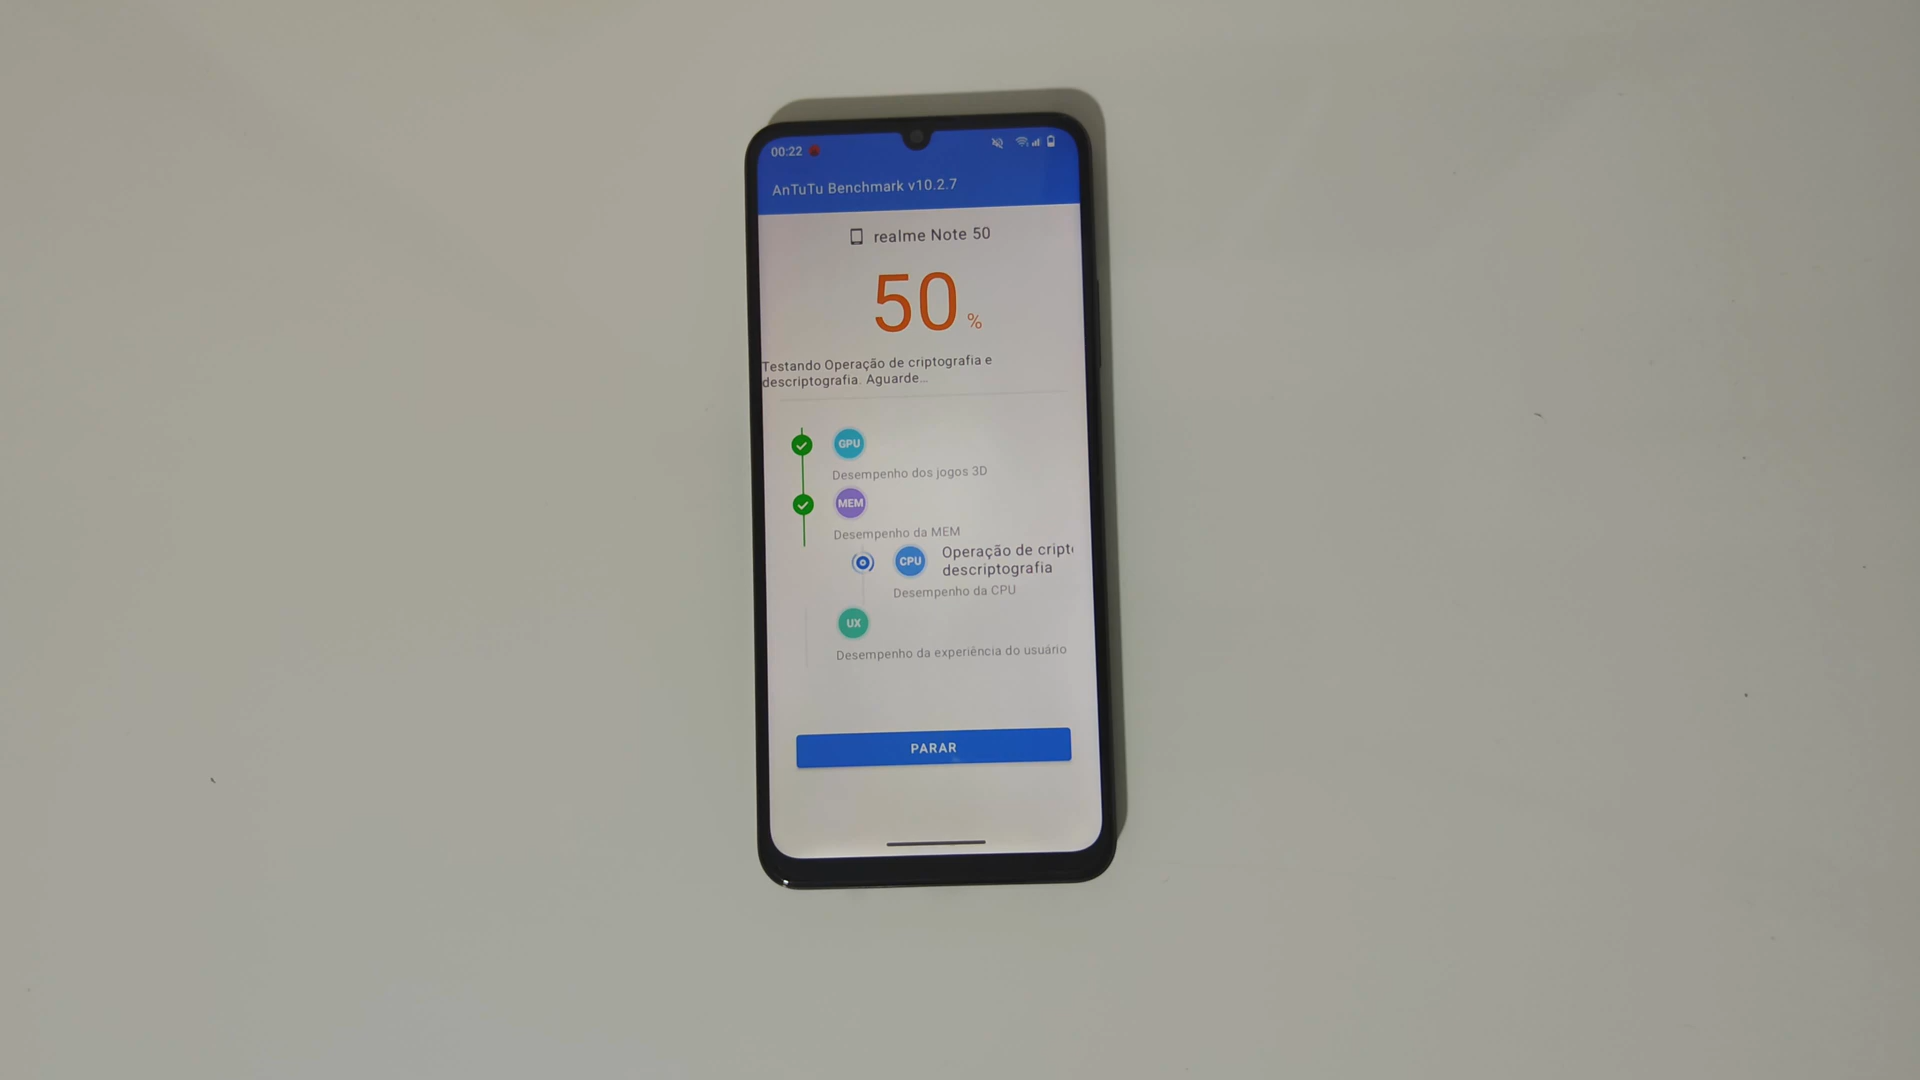 00:22
AnTuTu Benchmark v10.2.7
realme Note 50
50 %
Testando Operação de criptografia e
descriptografia. Aguarde...
GPU
Desempenho dos jogos 3D
MEM
Desempenho da MEM
CPU
Operação de cript
descriptografia
Desempenho da CPU
UX
Desempenho da experiência do usuário
PARAR